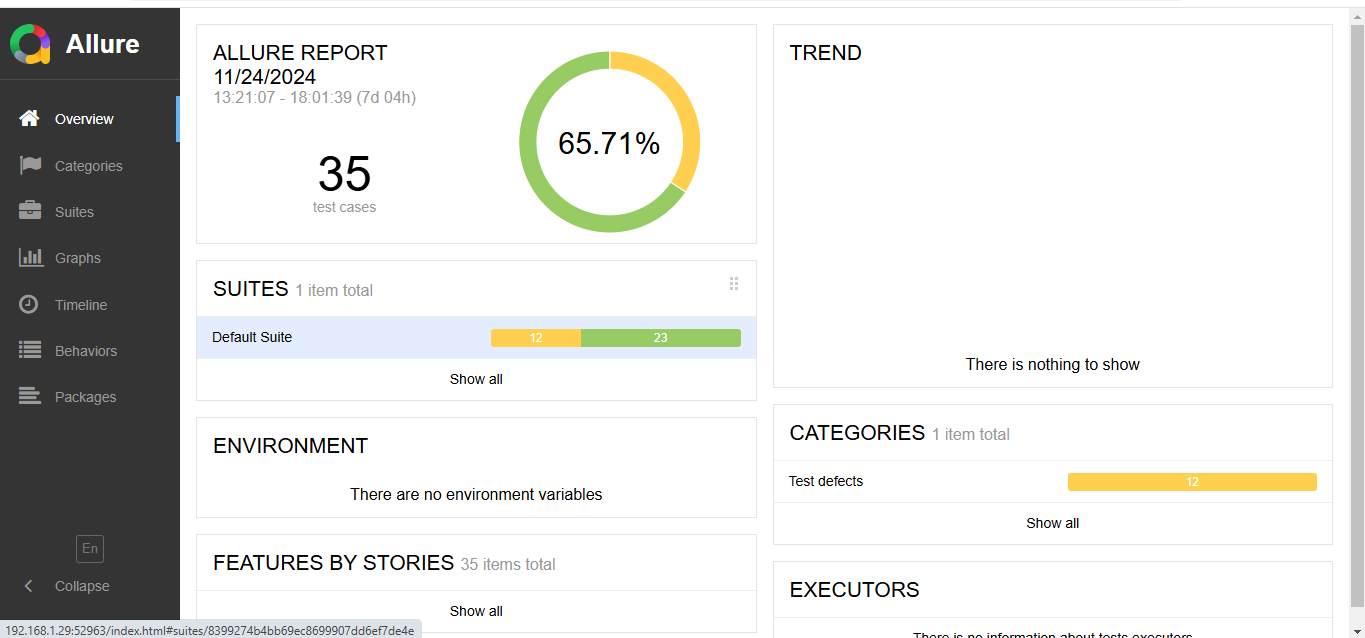 Allure
Overview
Categories
Suites
Graphs
Timeline
Behaviors
Packages
En
Collapse
ALLURE REPORT
11/24/2024
13:21:07 - 18:01:39 (7d 04h)
35
test cases
65.71%
SUITES 1 item total
Default Suite 12 23
Show all
ENVIRONMENT
There are no environment variables
FEATURES BY STORIES 35 items total
Show all
TREND
There is nothing to show
CATEGORIES 1 item total
Test defects 12
Show all
EXECUTORS
There is no information about tests executors
192.168.1.29:52963/index.html#suites/8399274b4bb69ec8699907dd6ef7de4e